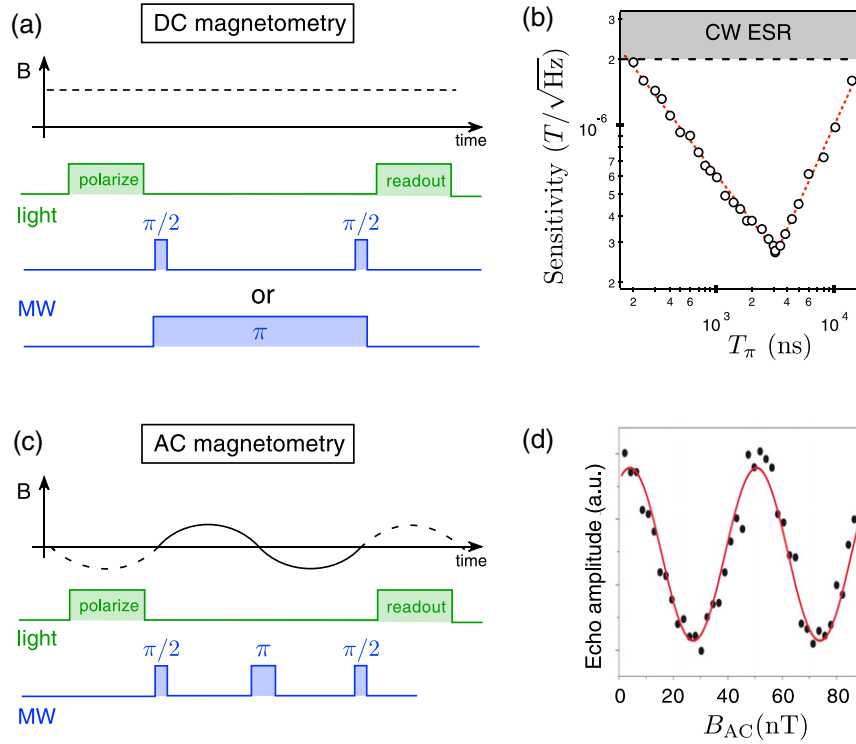 (a)
DC magnetometry
B
time
polarize
readout
light
π/2
π/2
MW
or
π
(b)
CW ESR
Sensitivity (T/√Hz)
2
10⁻⁶
7
6
5
4
3
2
2
4
6
10³
2
4
6
10⁴
T_π (ns)
(c)
AC magnetometry
B
time
polarize
readout
light
π/2
π
π/2
MW
(d)
Echo amplitude (a.u.)
0
20
40
60
80
B_AC(nT)